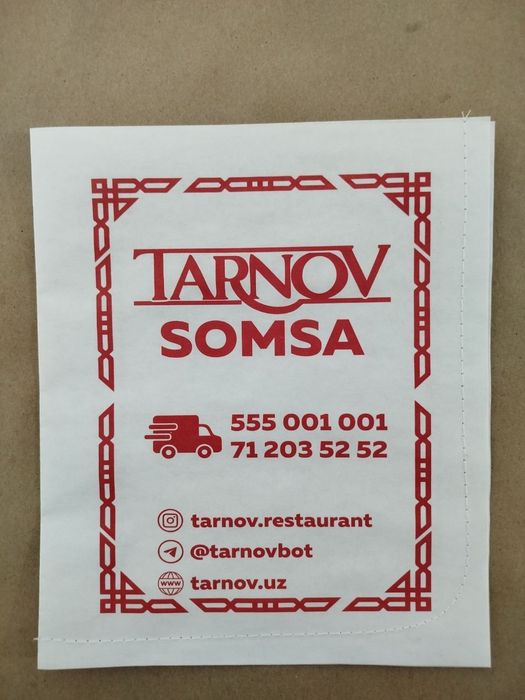 TARNOV
SOMSA
555 001 001
71 203 52 52
tarnov.restaurant
@tarnovbot
www
tarnov.uz